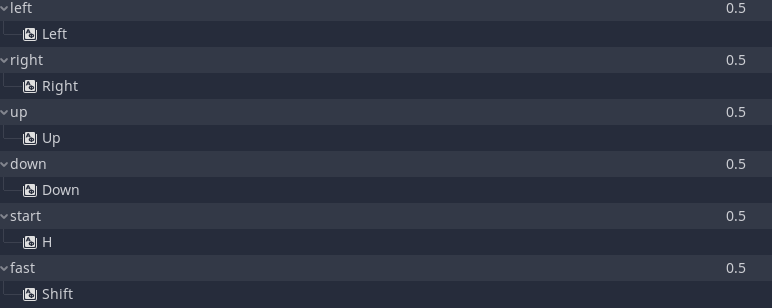 left 0.5
Left
right 0.5
Right
up 0.5
Up
down 0.5
Down
start 0.5
H
fast 0.5
Shift